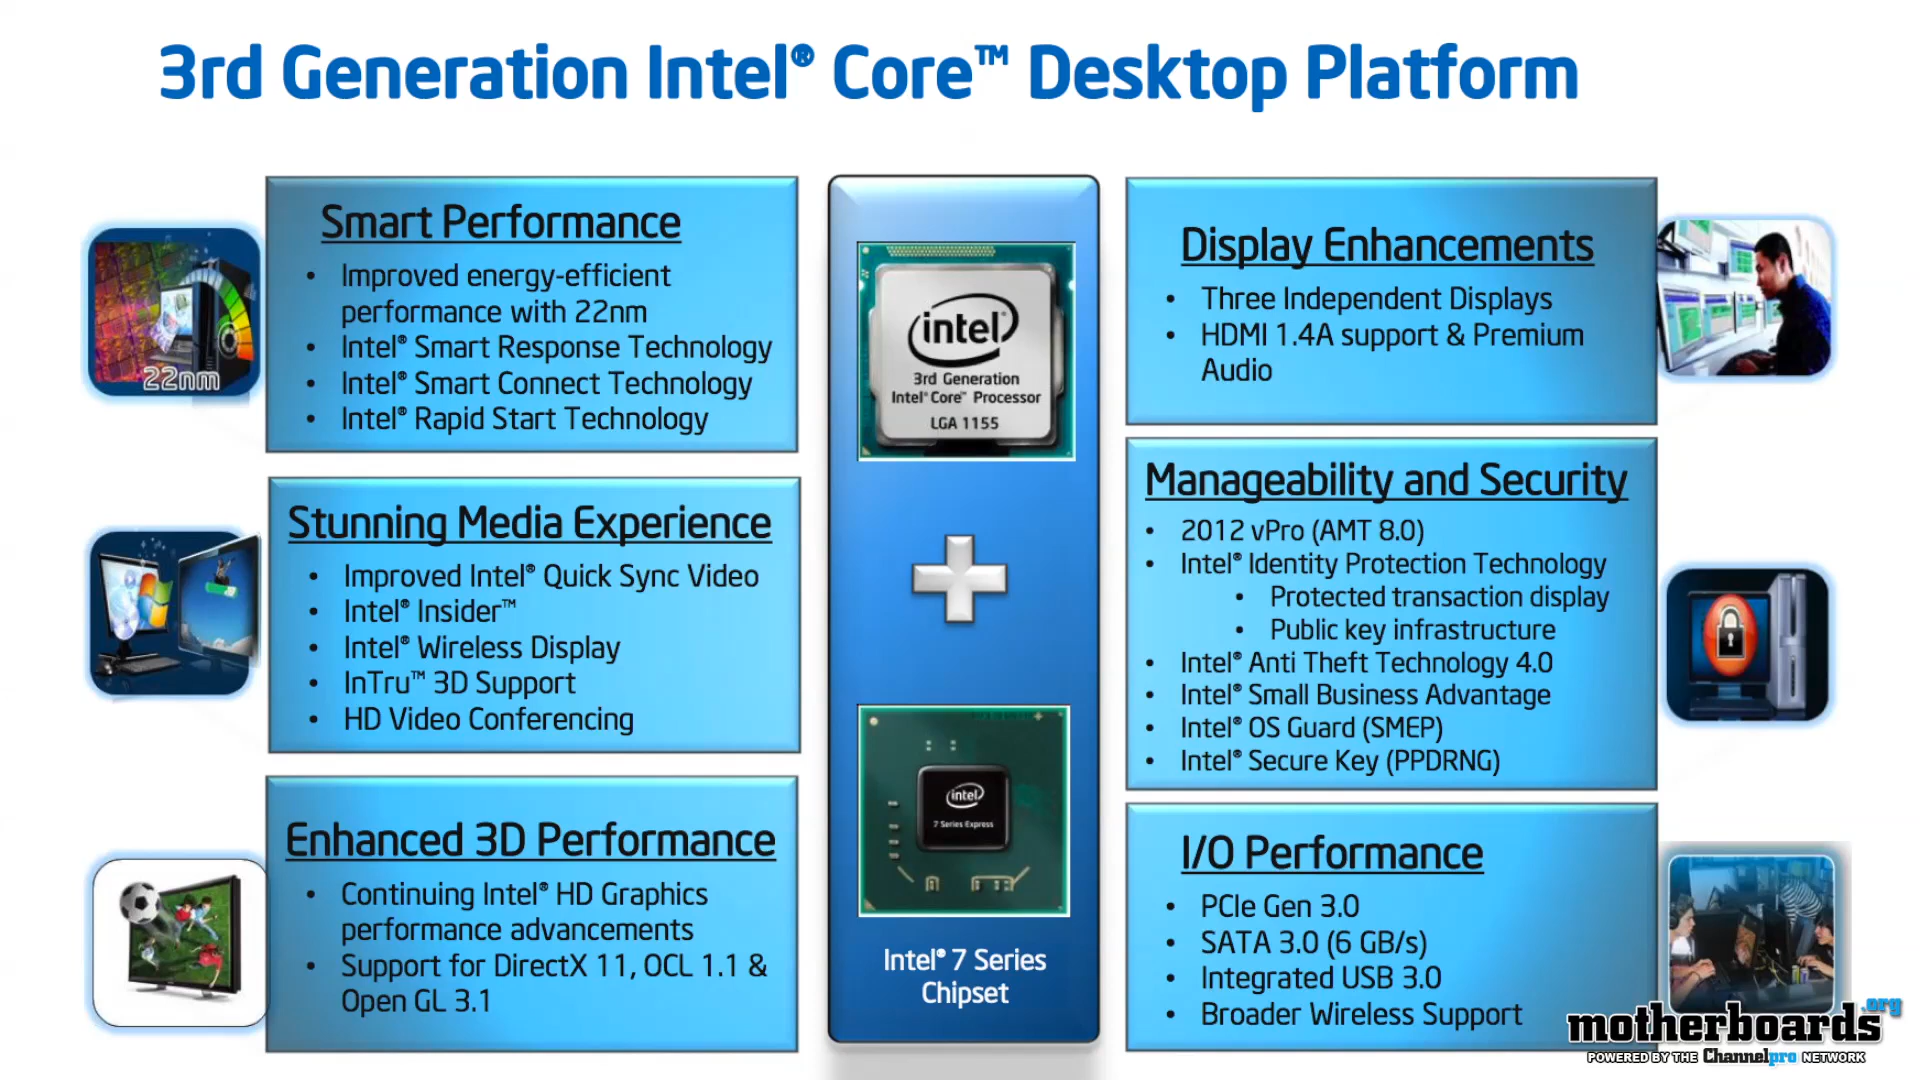 3rd Generation Intel® Core™ Desktop Platform
Smart Performance
• Improved energy-efficient
performance with 22nm
• Intel® Smart Response Technology
• Intel® Smart Connect Technology
• Intel® Rapid Start Technology
22nm
Stunning Media Experience
• Improved Intel® Quick Sync Video
• Intel® Insider™
• Intel® Wireless Display
• InTru™ 3D Support
• HD Video Conferencing
Enhanced 3D Performance
• Continuing Intel® HD Graphics
performance advancements
• Support for DirectX 11, OCL 1.1 &
Open GL 3.1
intel®
3rd Generation
Intel® Core™ Processor
LGA 1155
+
intel
7 Series Express
Intel® 7 Series
Chipset
Display Enhancements
• Three Independent Displays
• HDMI 1.4A support & Premium
Audio
Manageability and Security
• 2012 vPro (AMT 8.0)
• Intel® Identity Protection Technology
• Protected transaction display
• Public key infrastructure
• Intel® Anti Theft Technology 4.0
• Intel® Small Business Advantage
• Intel® OS Guard (SMEP)
• Intel® Secure Key (PPDRNG)
I/O Performance
• PCIe Gen 3.0
• SATA 3.0 (6 GB/s)
• Integrated USB 3.0
• Broader Wireless Support
motherboards.org
POWERED BY THE Channelpro NETWORK